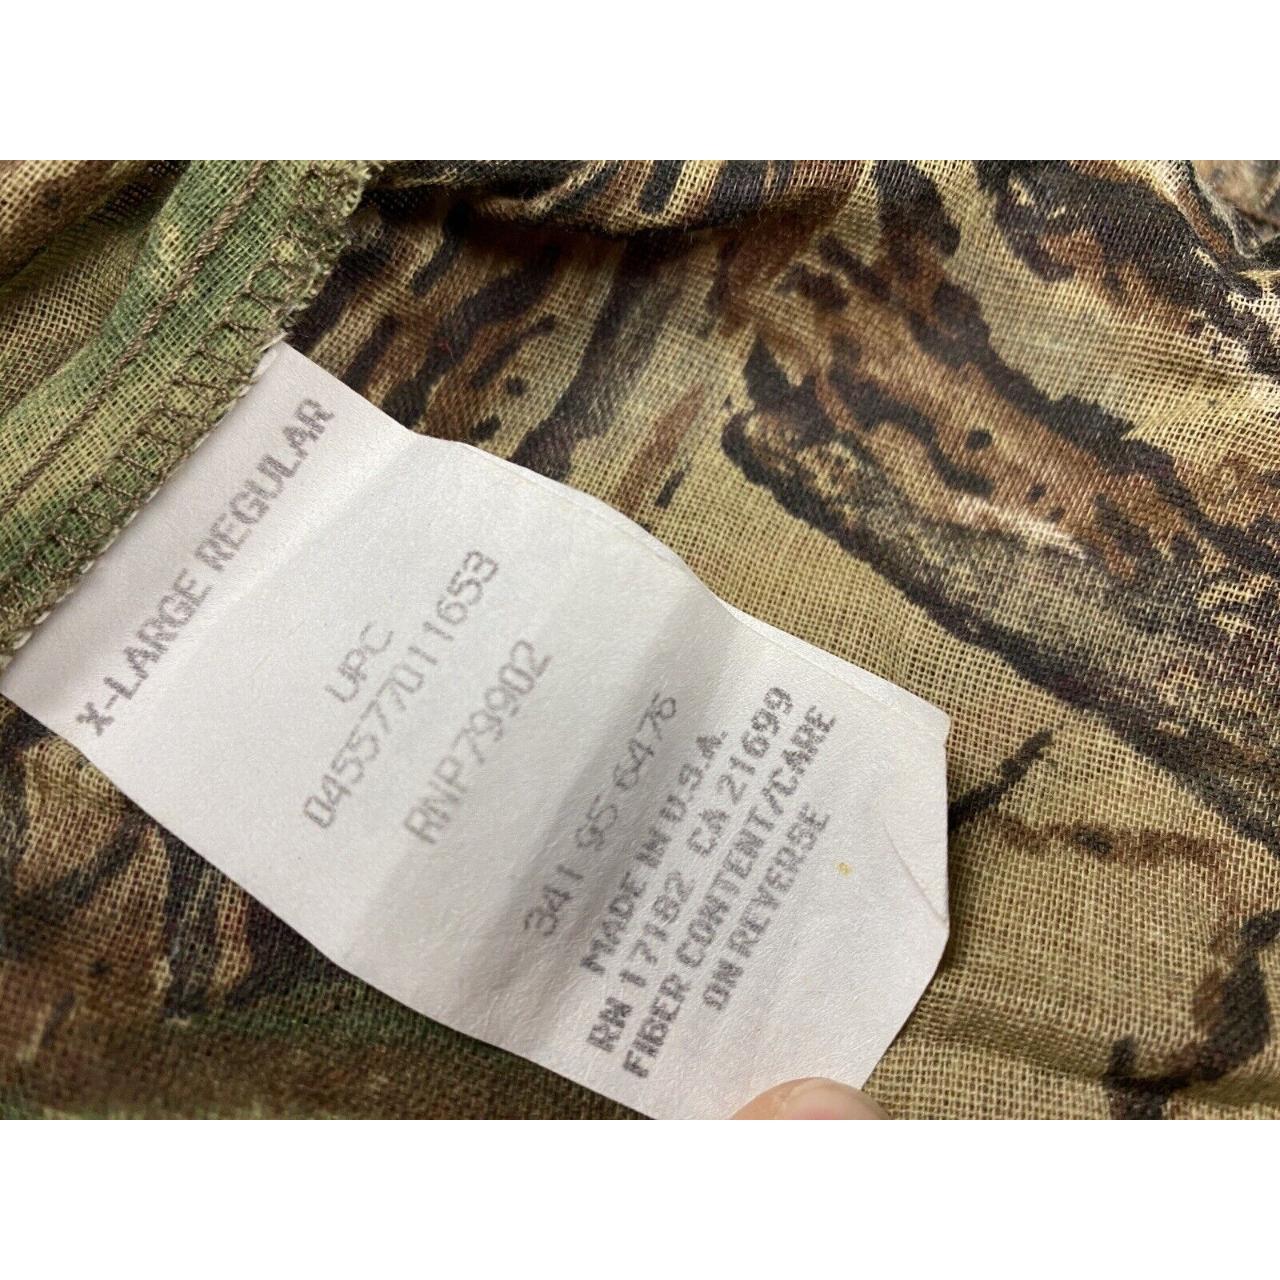 X-LARGE REGULAR
UPC
045577011653
RNP79902
341 95 6476
MADE IN U.S.A.
RN 17182 CA 21699
FIBER CONTENT/CARE
ON REVERSE